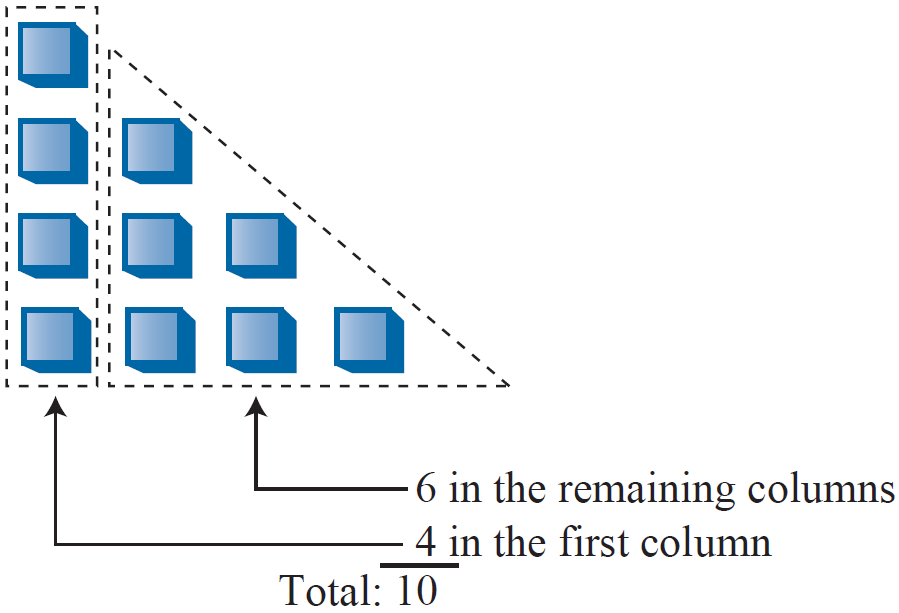 6 in the remaining columns
4 in the first column
Total: 10